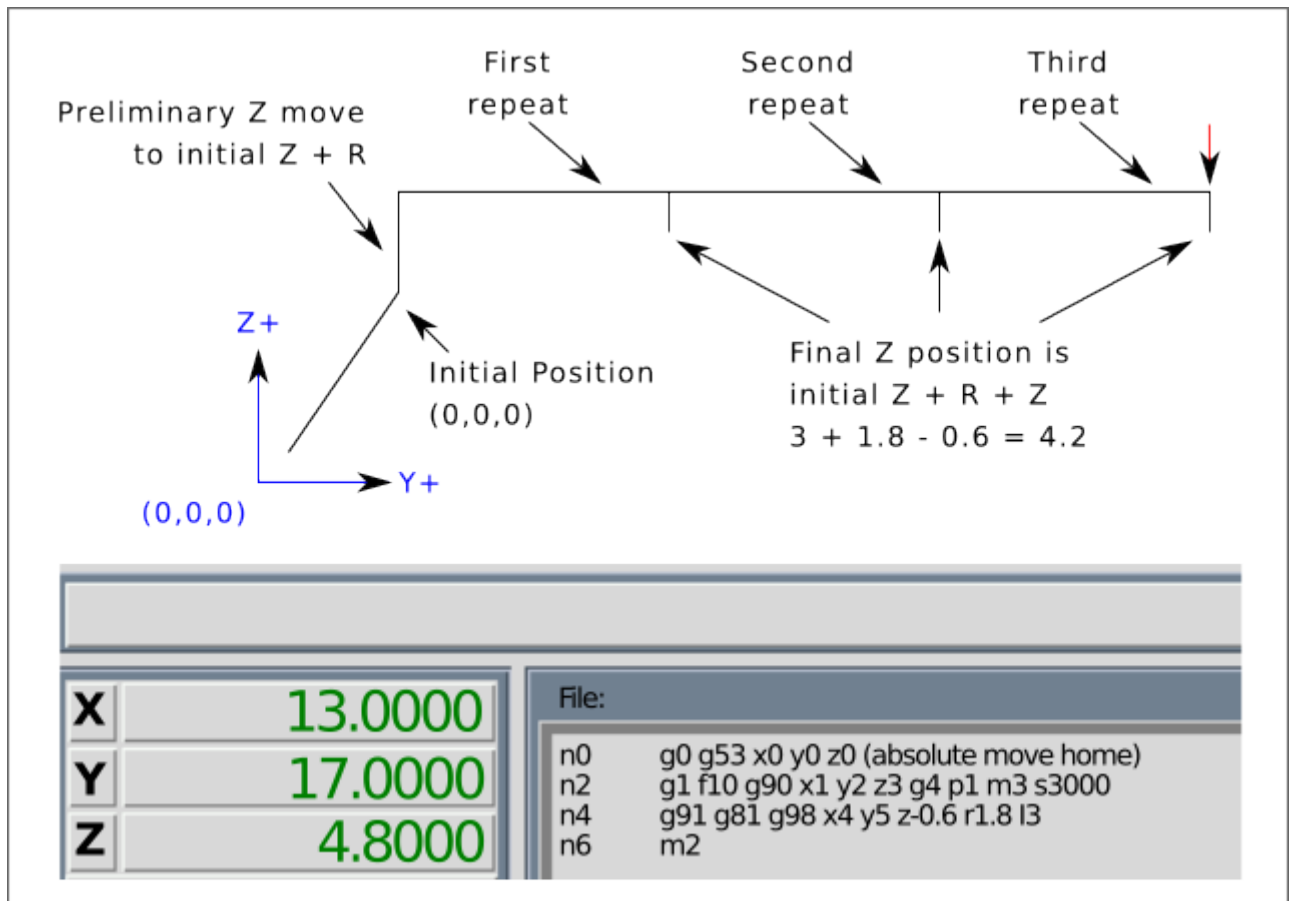 First
repeat
Second
repeat
Third
repeat
Preliminary Z move
to initial Z + R
Z+
Initial Position
(0,0,0)
Final Z position is
initial Z + R + Z
3 + 1.8 - 0.6 = 4.2
Y+
(0,0,0)
X 13.0000
Y 17.0000
Z 4.8000
File:
n0 g0 g53 x0 y0 z0 (absolute move home)
n2 g1 f10 g90 x1 y2 z3 g4 p1 m3 s3000
n4 g91 g81 g98 x4 y5 z-0.6 r1.8 l3
n6 m2